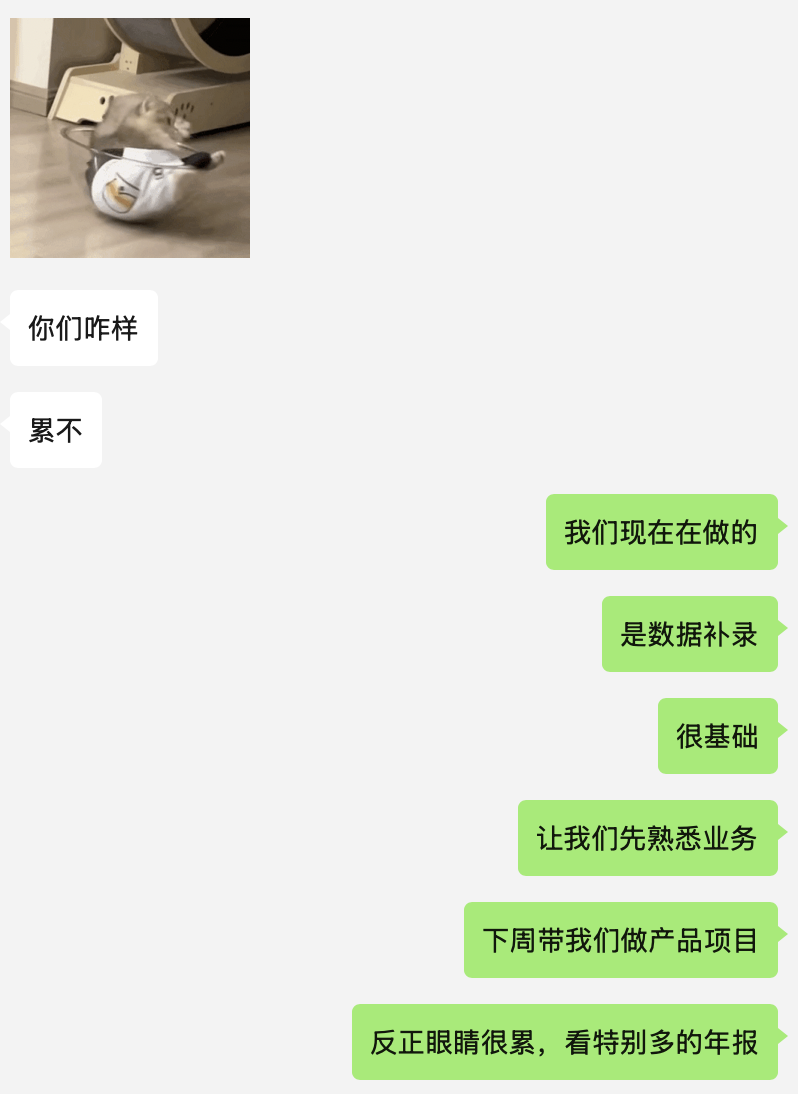 你们咋样
累不
我们现在在做的
是数据补录
很基础
让我们先熟悉业务
下周带我们做产品项目
反正眼睛很累，看特别多的年报